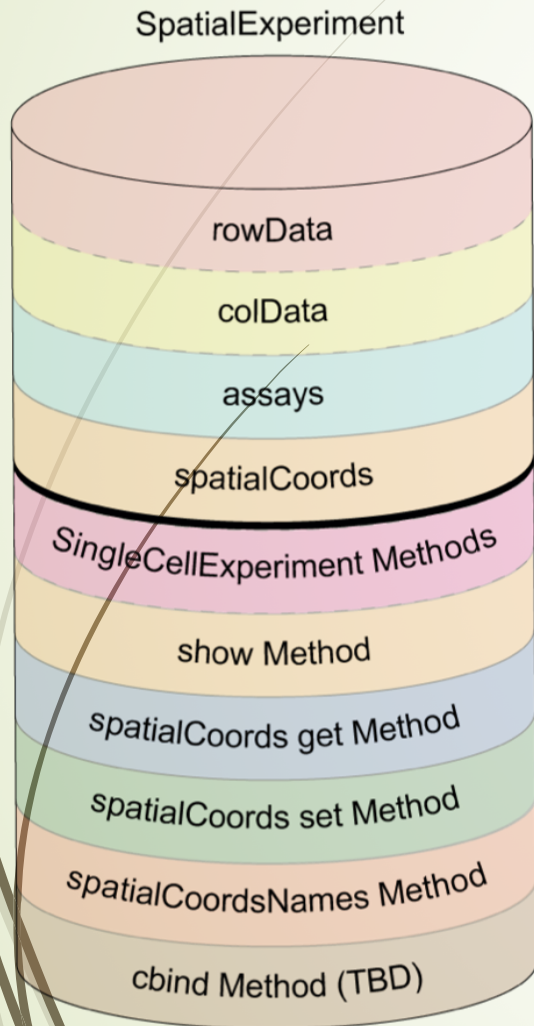 SpatialExperiment
rowData
colData
assays
spatialCoords
SingleCellExperiment Methods
show Method
spatialCoords get Method
spatialCoords set Method
spatialCoordsNames Method
cbind Method (TBD)